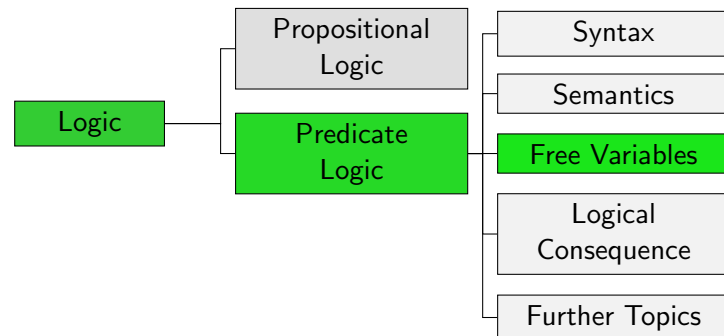 Logic
Propositional
Logic
Predicate
Logic
Syntax
Semantics
Free Variables
Logical
Consequence
Further Topics